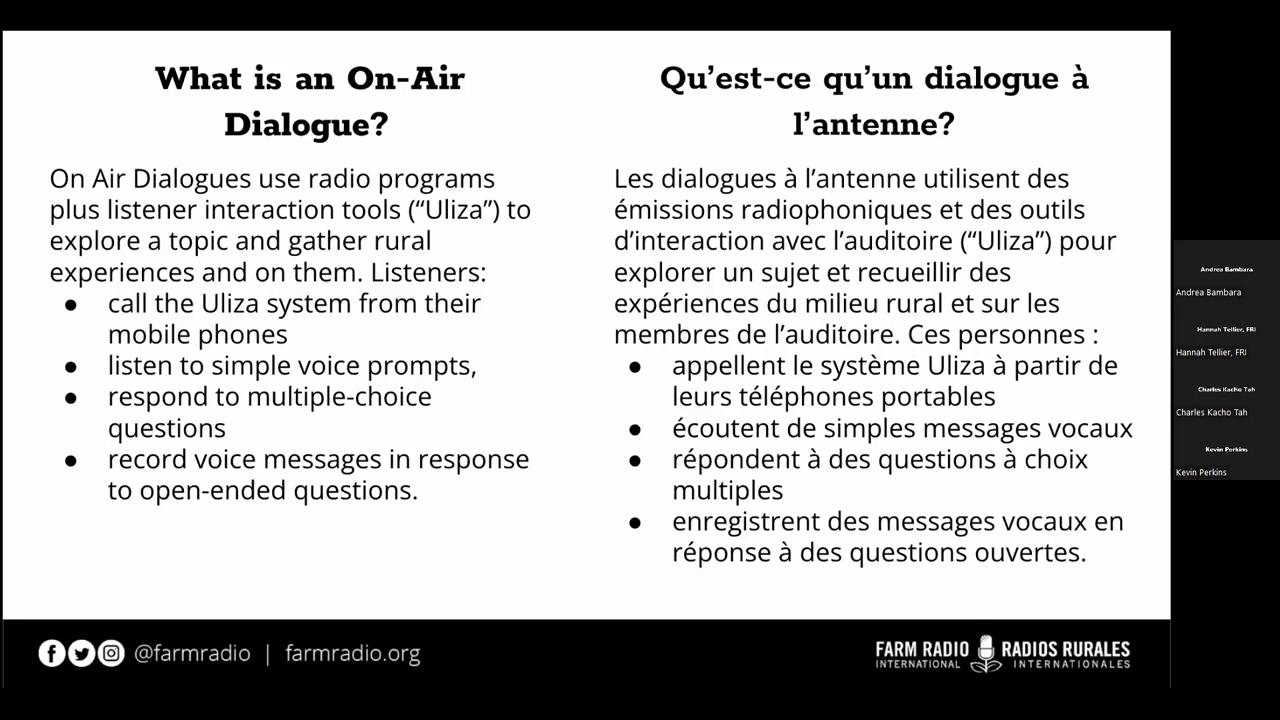 What is an On-Air
Dialogue?
On Air Dialogues use radio programs
plus listener interaction tools (“Uliza”) to
explore a topic and gather rural
experiences and on them. Listeners:
● call the Uliza system from their
mobile phones
● listen to simple voice prompts,
● respond to multiple-choice
questions
● record voice messages in response
to open-ended questions.
Qu’est-ce qu’un dialogue à
l’antenne?
Les dialogues à l’antenne utilisent des
émissions radiophoniques et des outils
d’interaction avec l’auditoire (“Uliza”) pour
explorer un sujet et recueillir des
expériences du milieu rural et sur les
membres de l’auditoire. Ces personnes :
● appellent le système Uliza à partir de
leurs téléphones portables
● écoutent de simples messages vocaux
● répondent à des questions à choix
multiples
● enregistrent des messages vocaux en
réponse à des questions ouvertes.
@farmradio | farmradio.org
FARM RADIO
INTERNATIONAL
RADIOS RURALES
INTERNATIONALES
Andrea Bambara
Andrea Bambara
Hannah Tellier, FRI
Hannah Tellier, FRI
Charles Kacho Tah
Charles Kacho Tah
Kevin Perkins
Kevin Perkins